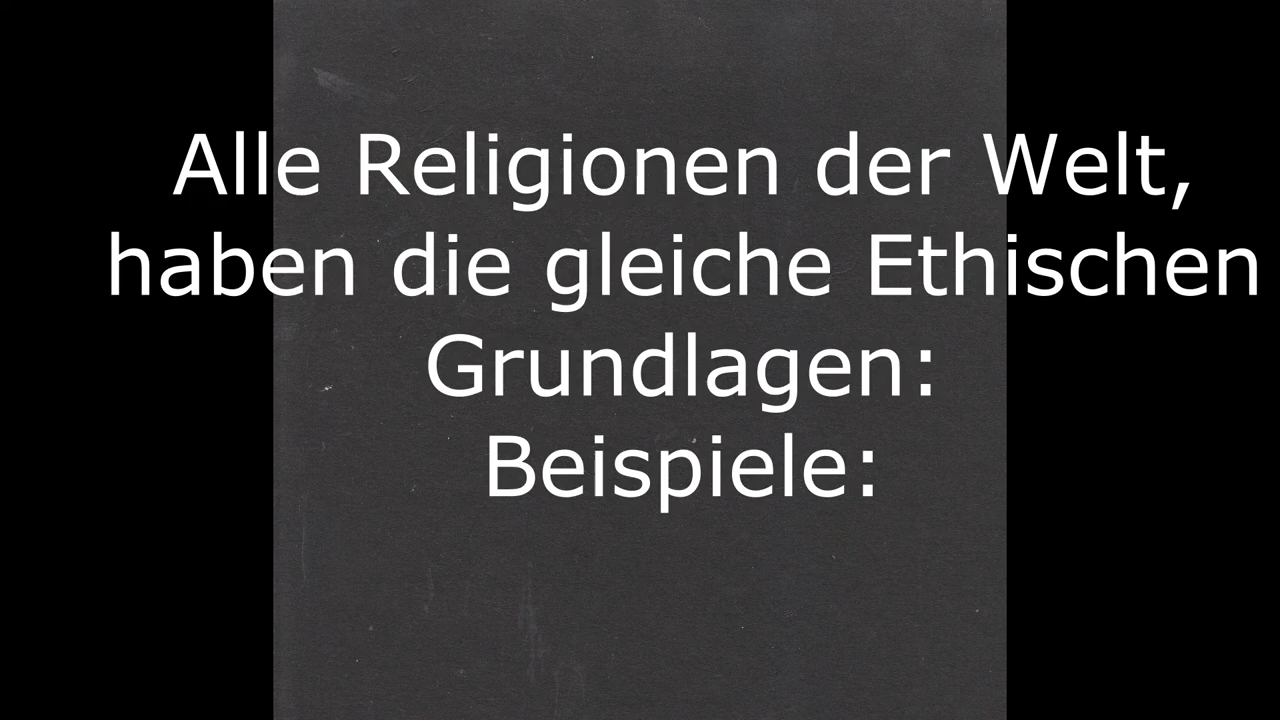 Alle Religionen der Welt,
haben die gleiche Ethischen
Grundlagen:
Beispiele: